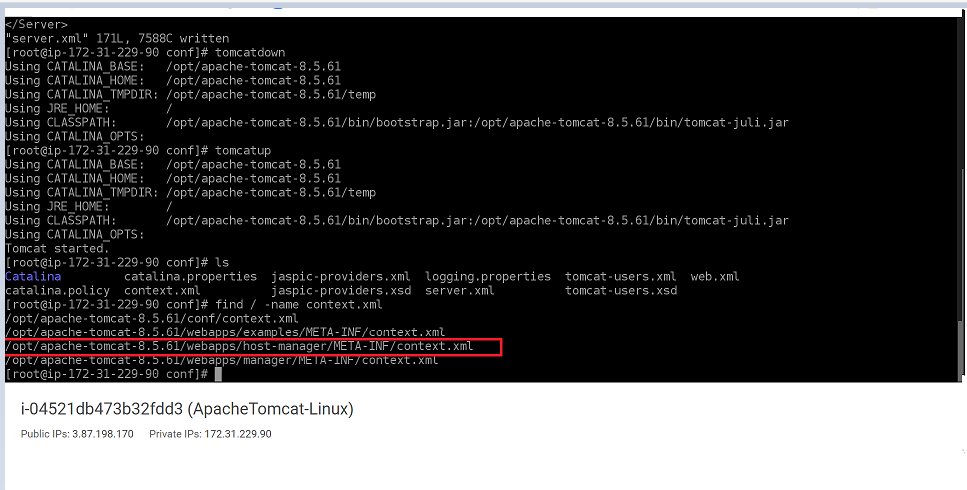 </Server>
"server.xml" 171L, 7588C written
[root@ip-172-31-229-90 conf]# tomcatdown
Using CATALINA_BASE:   /opt/apache-tomcat-8.5.61
Using CATALINA_HOME:   /opt/apache-tomcat-8.5.61
Using CATALINA_TMPDIR: /opt/apache-tomcat-8.5.61/temp
Using JRE_HOME:        /
Using CLASSPATH:       /opt/apache-tomcat-8.5.61/bin/bootstrap.jar:/opt/apache-tomcat-8.5.61/bin/tomcat-juli.jar
Using CATALINA_OPTS:
[root@ip-172-31-229-90 conf]# tomcatup
Using CATALINA_BASE:   /opt/apache-tomcat-8.5.61
Using CATALINA_HOME:   /opt/apache-tomcat-8.5.61
Using CATALINA_TMPDIR: /opt/apache-tomcat-8.5.61/temp
Using JRE_HOME:        /
Using CLASSPATH:       /opt/apache-tomcat-8.5.61/bin/bootstrap.jar:/opt/apache-tomcat-8.5.61/bin/tomcat-juli.jar
Using CATALINA_OPTS:
Tomcat started.
[root@ip-172-31-229-90 conf]# ls
Catalina         catalina.properties  jaspic-providers.xml  logging.properties  tomcat-users.xml  web.xml
catalina.policy  context.xml          jaspic-providers.xsd  server.xml          tomcat-users.xsd
[root@ip-172-31-229-90 conf]# find / -name context.xml
/opt/apache-tomcat-8.5.61/conf/context.xml
/opt/apache-tomcat-8.5.61/webapps/examples/META-INF/context.xml
/opt/apache-tomcat-8.5.61/webapps/host-manager/META-INF/context.xml
/opt/apache-tomcat-8.5.61/webapps/manager/META-INF/context.xml
[root@ip-172-31-229-90 conf]#
i-04521db473b32fdd3 (ApacheTomcat-Linux)
Public IPs: 3.87.198.170   Private IPs: 172.31.229.90